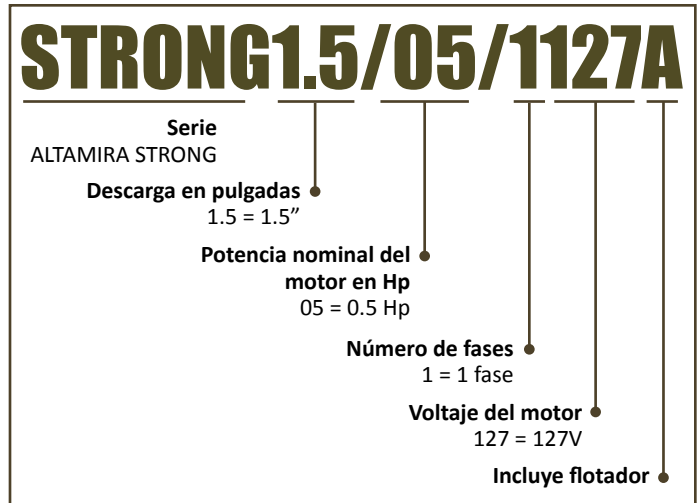 STRONG1.5/05/1127A
Serie
ALTAMIRA STRONG
Descarga en pulgadas
1.5 = 1.5”
Potencia nominal del
motor en Hp
05 = 0.5 Hp
Número de fases
1 = 1 fase
Voltaje del motor
127 = 127V
Incluye flotador